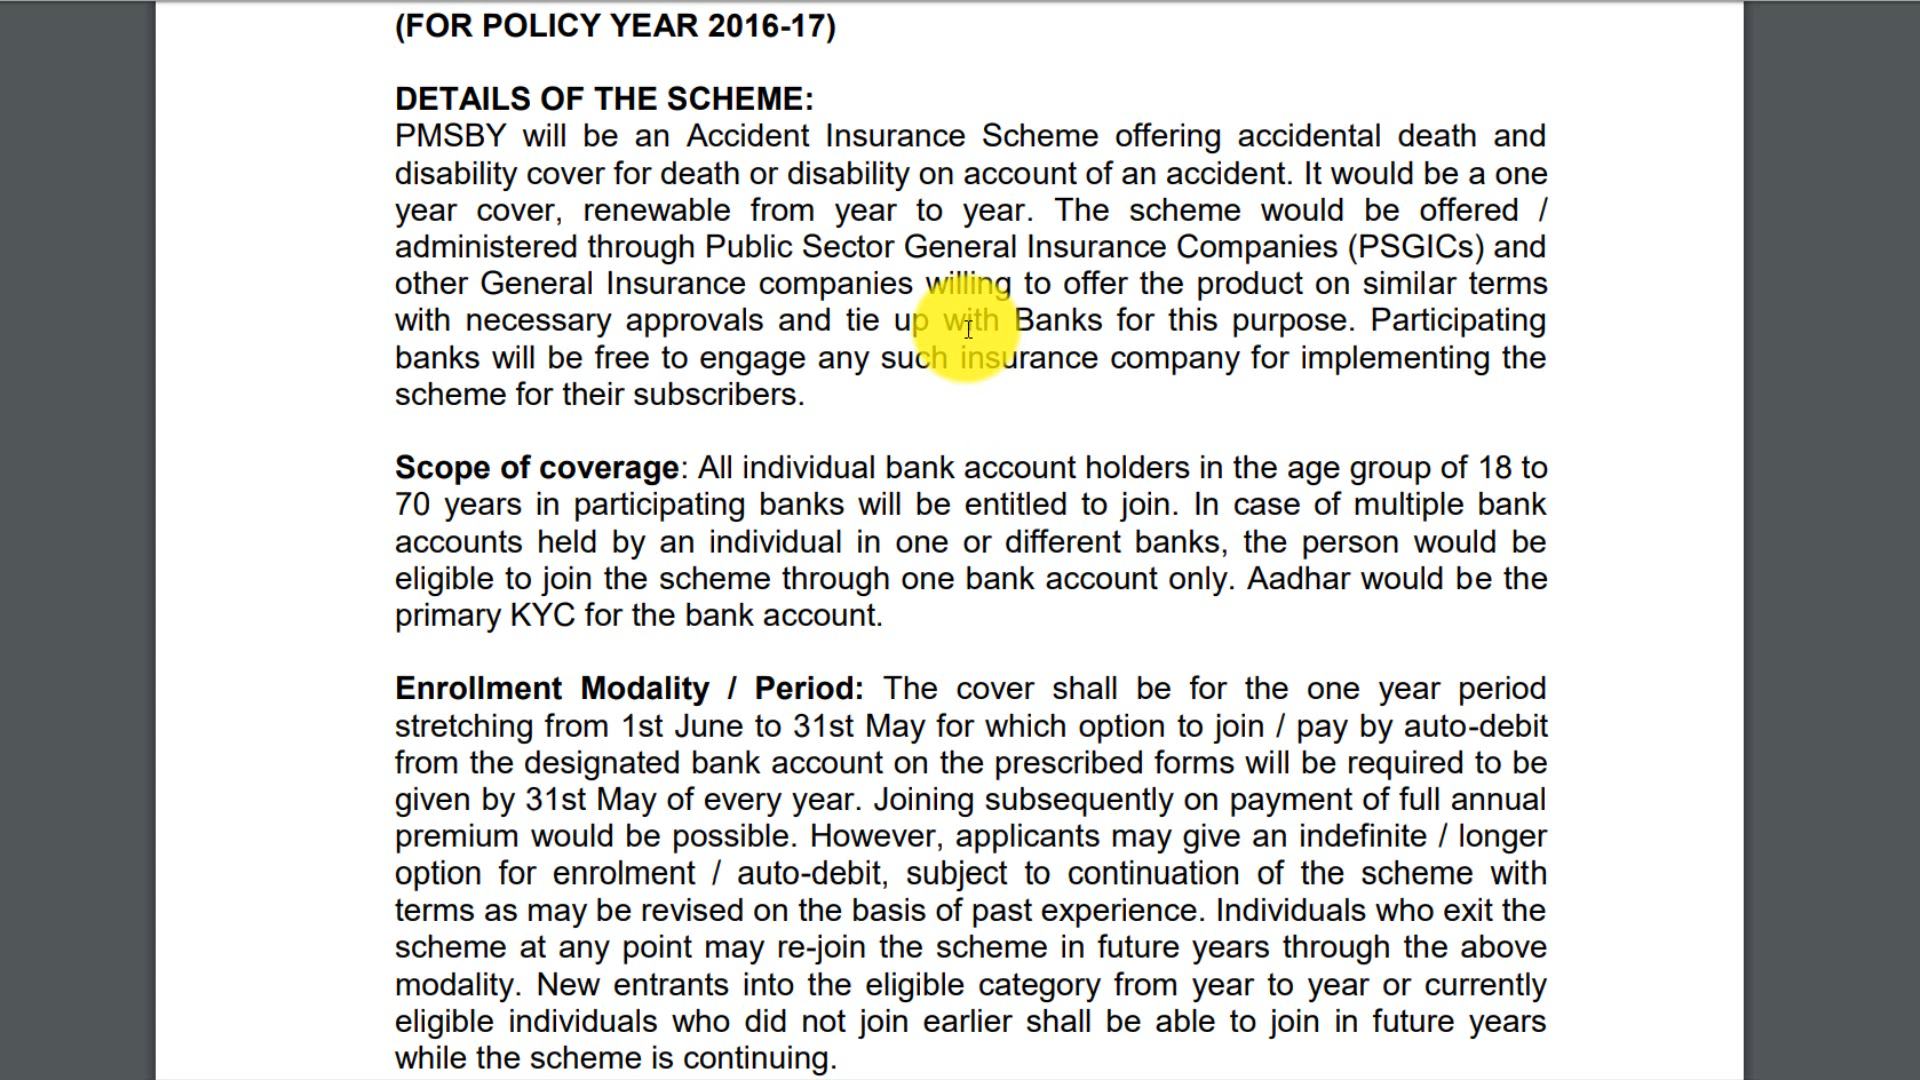 (FOR POLICY YEAR 2016-17)
DETAILS OF THE SCHEME:
PMSBY will be an Accident Insurance Scheme offering accidental death and
disability cover for death or disability on account of an accident. It would be a one
year cover, renewable from year to year. The scheme would be offered /
administered through Public Sector General Insurance Companies (PSGICs) and
other General Insurance companies willing to offer the product on similar terms
with necessary approvals and tie up with Banks for this purpose. Participating
banks will be free to engage any such insurance company for implementing the
scheme for their subscribers.
Scope of coverage: All individual bank account holders in the age group of 18 to
70 years in participating banks will be entitled to join. In case of multiple bank
accounts held by an individual in one or different banks, the person would be
eligible to join the scheme through one bank account only. Aadhar would be the
primary KYC for the bank account.
Enrollment Modality / Period: The cover shall be for the one year period
stretching from 1st June to 31st May for which option to join / pay by auto-debit
from the designated bank account on the prescribed forms will be required to be
given by 31st May of every year. Joining subsequently on payment of full annual
premium would be possible. However, applicants may give an indefinite / longer
option for enrolment / auto-debit, subject to continuation of the scheme with
terms as may be revised on the basis of past experience. Individuals who exit the
scheme at any point may re-join the scheme in future years through the above
modality. New entrants into the eligible category from year to year or currently
eligible individuals who did not join earlier shall be able to join in future years
while the scheme is continuing.